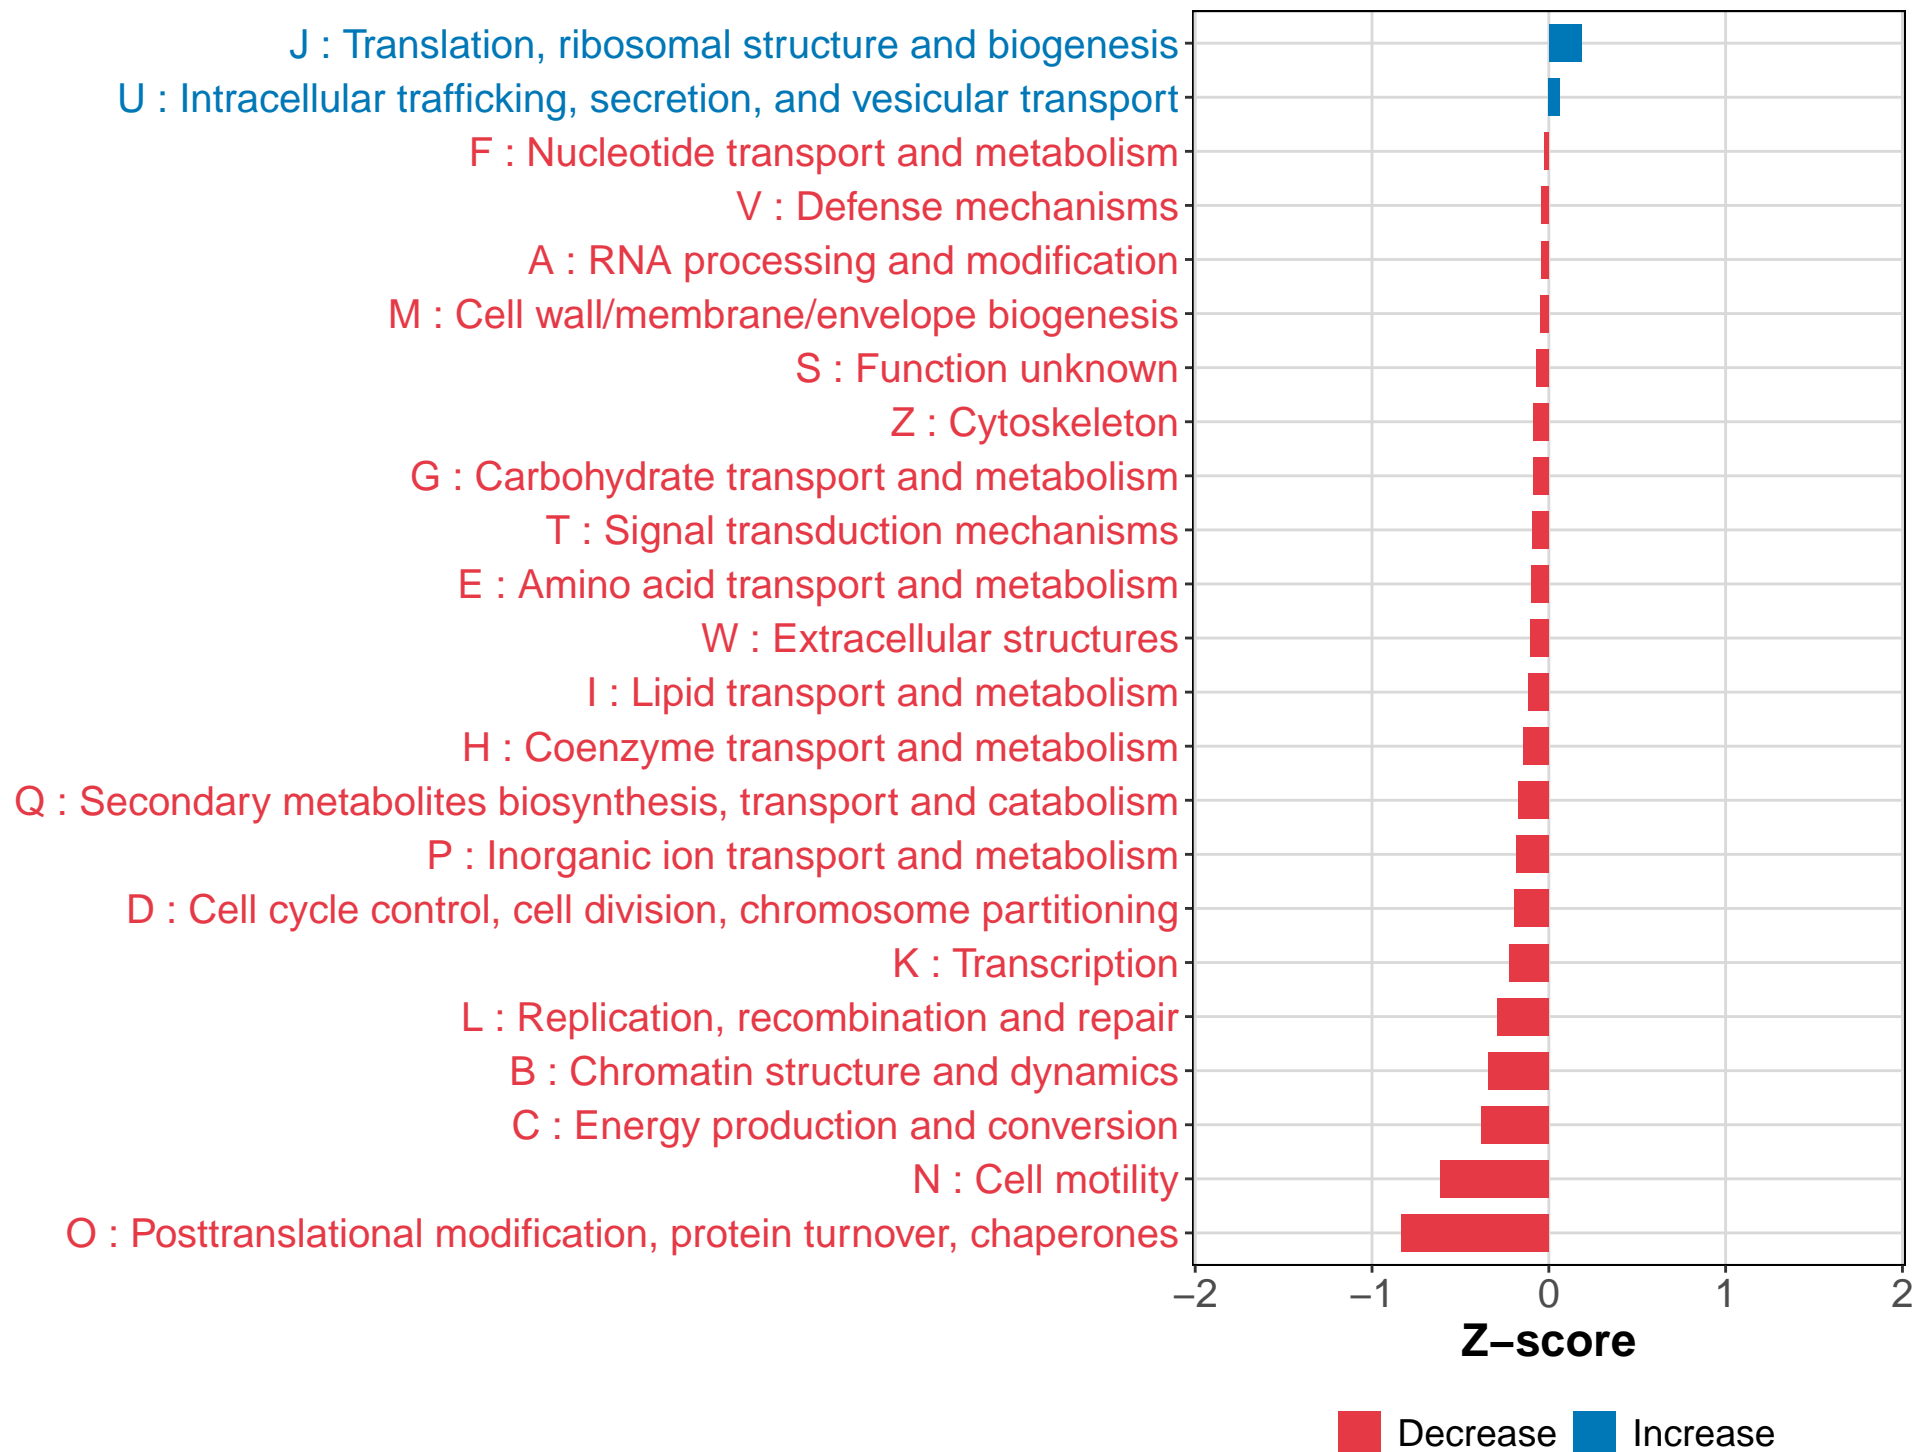 J : Translation, ribosomal structure and biogenesis
U : Intracellular trafficking, secretion, and vesicular transport
F : Nucleotide transport and metabolism
V : Defense mechanisms
A : RNA processing and modification
M : Cell wall/membrane/envelope biogenesis
S : Function unknown
Z : Cytoskeleton
G : Carbohydrate transport and metabolism
T : Signal transduction mechanisms
E : Amino acid transport and metabolism
W : Extracellular structures
I : Lipid transport and metabolism
H : Coenzyme transport and metabolism
Q : Secondary metabolites biosynthesis, transport and catabolism
P : Inorganic ion transport and metabolism
D : Cell cycle control, cell division, chromosome partitioning
K : Transcription
L : Replication, recombination and repair
B : Chromatin structure and dynamics
C : Energy production and conversion
N : Cell motility
O : Posttranslational modification, protein turnover, chaperones
−2 −1 0 1 2
Z−score
Decrease Increase